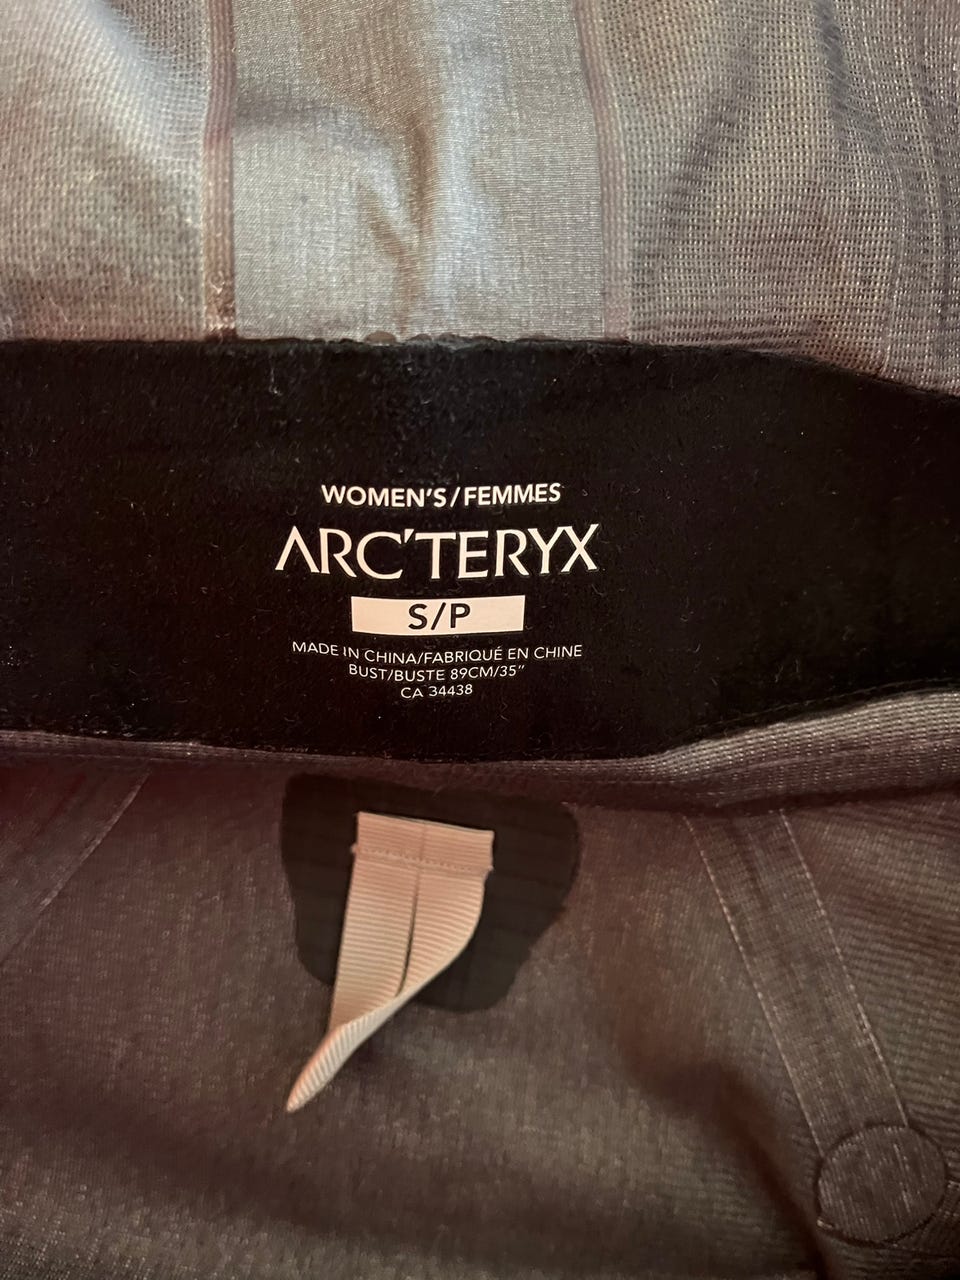 WOMEN'S/FEMMES
ARC'TERYX
S/P
MADE IN CHINA/FABRIQUÉ EN CHINE
BUST/BUSTE 89CM/35"
CA 34438